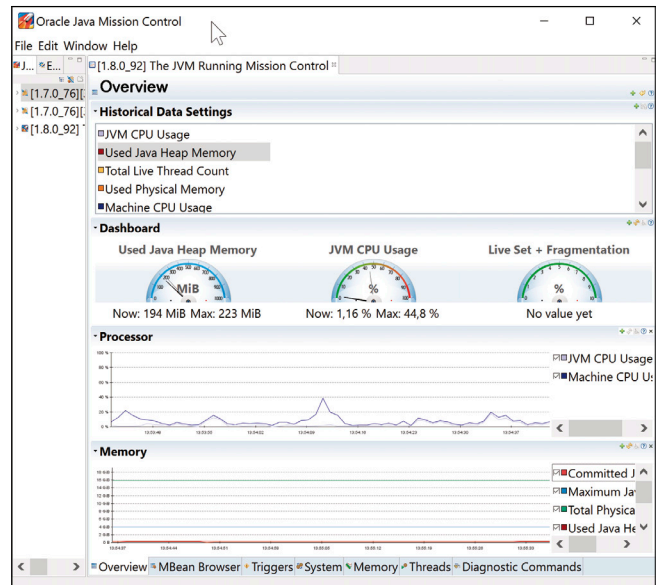 Oracle Java Mission Control
File Edit Window Help
J... E...
[1.8.0_92] The JVM Running Mission Control
[1.7.0_76][
[1.7.0_76][
[1.8.0_92]
Overview
Historical Data Settings
JVM CPU Usage
Used Java Heap Memory
Total Live Thread Count
Used Physical Memory
Machine CPU Usage
Dashboard
Used Java Heap Memory JVM CPU Usage Live Set + Fragmentation
MiB % %
Now: 194 MiB Max: 223 MiB Now: 1,16 % Max: 44,8 % No value yet
Processor
JVM CPU Usage
Machine CPU U
Memory
Committed J
Maximum Ja
Total Physica
Used Java He
Overview MBean Browser Triggers System Memory Threads Diagnostic Commands